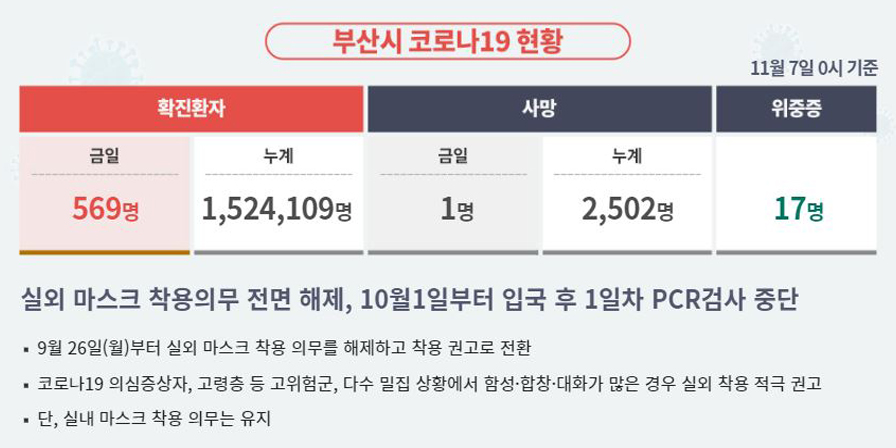 부산시 코로나19 현황
11월 7일 0시 기준
확진환자 사망 위중증
금일 누계 금일 누계
569명 1,524,109명 1명 2,502명 17명
실외 마스크 착용의무 전면 해제, 10월1일부터 입국 후 1일차 PCR검사 중단
▪ 9월 26일(월)부터 실외 마스크 착용 의무를 해제하고 착용 권고로 전환
▪ 코로나19 의심증상자, 고령층 등 고위험군, 다수 밀집 상황에서 함성·합창·대화가 많은 경우 실외 착용 적극 권고
▪ 단, 실내 마스크 착용 의무는 유지